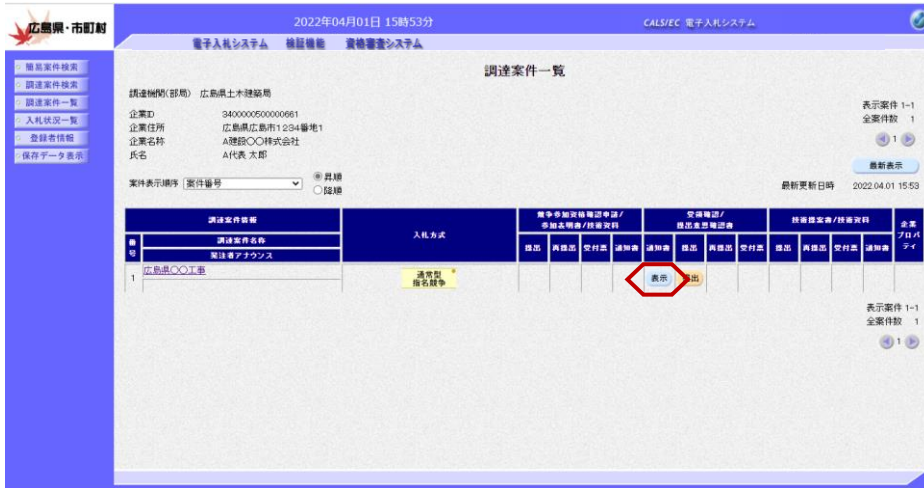 広島県・市町村
2022年04月01日 15時53分
CALS/EC 電子入札システム
電子入札システム 検証機能 資格審査システム
簡易案件検索
調達案件検索
調達案件一覧
入札状況一覧
登録者情報
保存データ表示
調達案件一覧
調達機関(部局) 広島県土木建築局
企業ID 3400000500000661
企業住所 広島県広島市1234番地1
企業名称 A建設〇〇株式会社
氏名 A代表 太郎
表示案件 1-1
全案件数 1
1
最新表示
案件表示順序 案件番号
昇順
降順
最新更新日時 2022.04.01 15:53
調達案件情報
番号
調達案件名称
発注者アナウンス
入札方式
競争参加資格確認申請/
参加表明書/技術資料
提出 再提出 受付票 通知書
受領確認/
提出意思確認書
通知書 提出 再提出 受付票
技術提案書/技術資料
提出 再提出 受付票 通知書
企業
プロパ
ティ
1 広島県〇〇工事
通常型
指名競争
表示
提出
表示案件 1-1
全案件数 1
1